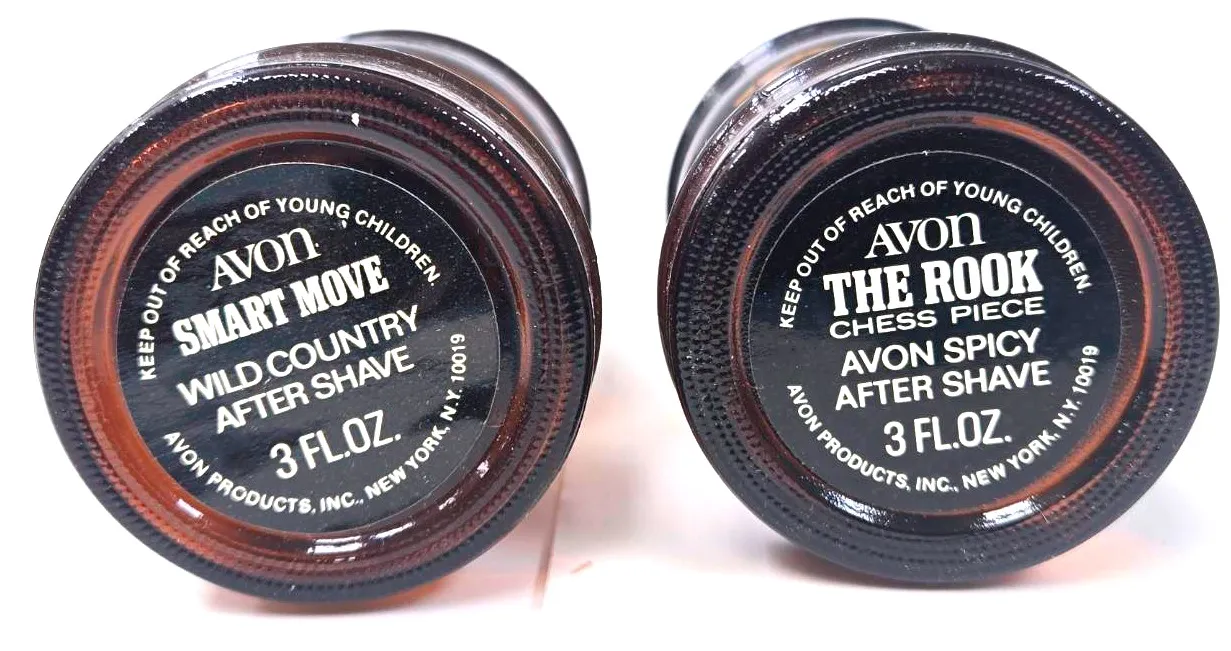 KEEP OUT OF REACH OF YOUNG CHILDREN.
AVON
SMART MOVE
WILD COUNTRY
AFTER SHAVE
3 FL.OZ.
AVON PRODUCTS, INC., NEW YORK, N.Y. 10019
KEEP OUT OF REACH OF YOUNG CHILDREN.
AVON
THE ROOK
CHESS PIECE
AVON SPICY
AFTER SHAVE
3 FL.OZ.
AVON PRODUCTS, INC., NEW YORK, N.Y. 10019